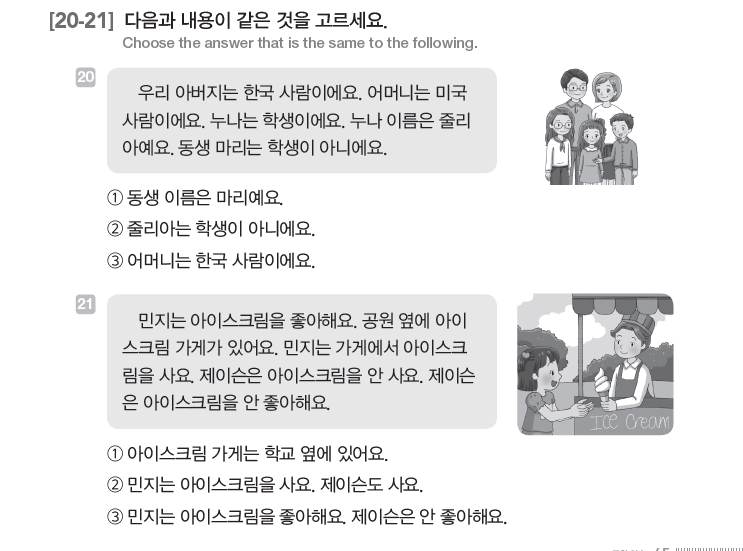 [20-21] 다음과 내용이 같은 것을 고르세요.
Choose the answer that is the same to the following.
20
우리 아버지는 한국 사람이에요. 어머니는 미국
사람이에요. 누나는 학생이에요. 누나 이름은 줄리
아예요. 동생 마리는 학생이 아니에요.
① 동생 이름은 마리예요.
② 줄리아는 학생이 아니에요.
③ 어머니는 한국 사람이에요.
21
민지는 아이스크림을 좋아해요. 공원 옆에 아이
스크림 가게가 있어요. 민지는 가게에서 아이스크
림을 사요. 제이슨은 아이스크림을 안 사요. 제이슨
은 아이스크림을 안 좋아해요.
Ice Cream
① 아이스크림 가게는 학교 옆에 있어요.
② 민지는 아이스크림을 사요. 제이슨도 사요.
③ 민지는 아이스크림을 좋아해요. 제이슨은 안 좋아해요.